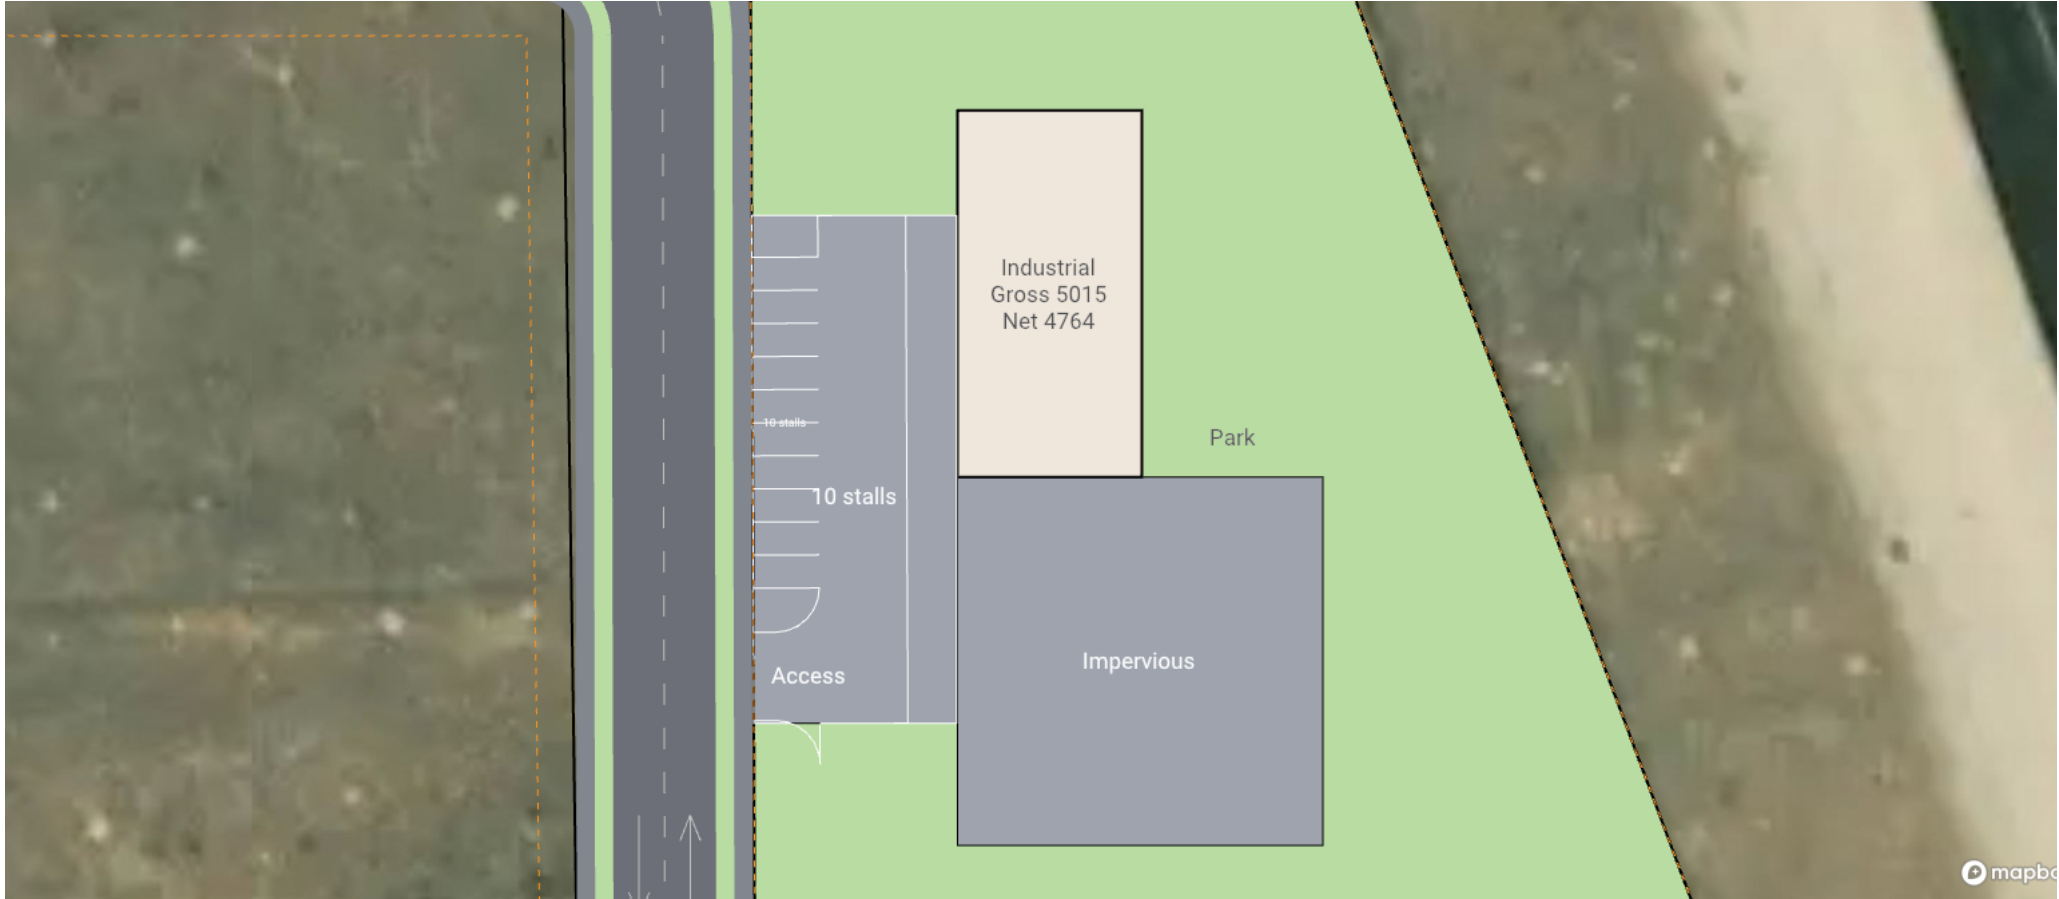 Industrial
Gross 5015
Net 4764
10 stalls
Park
10 stalls
Impervious
Access
mapbo